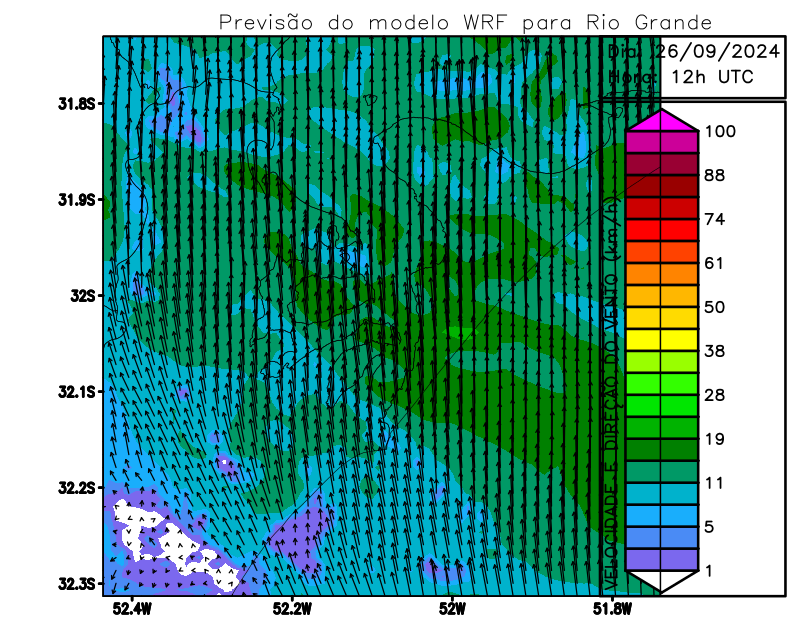 Previsão do modelo WRF para Rio Grande
Dia: 26/09/2024
Hora: 12h UTC
31.8S
31.9S
32S
32.1S
32.2S
32.3S
52.4W
52.2W
52W
51.8W
VELOCIDADE E DIREÇÃO DO VENTO (km/h)
100
88
74
61
50
38
28
19
11
5
1